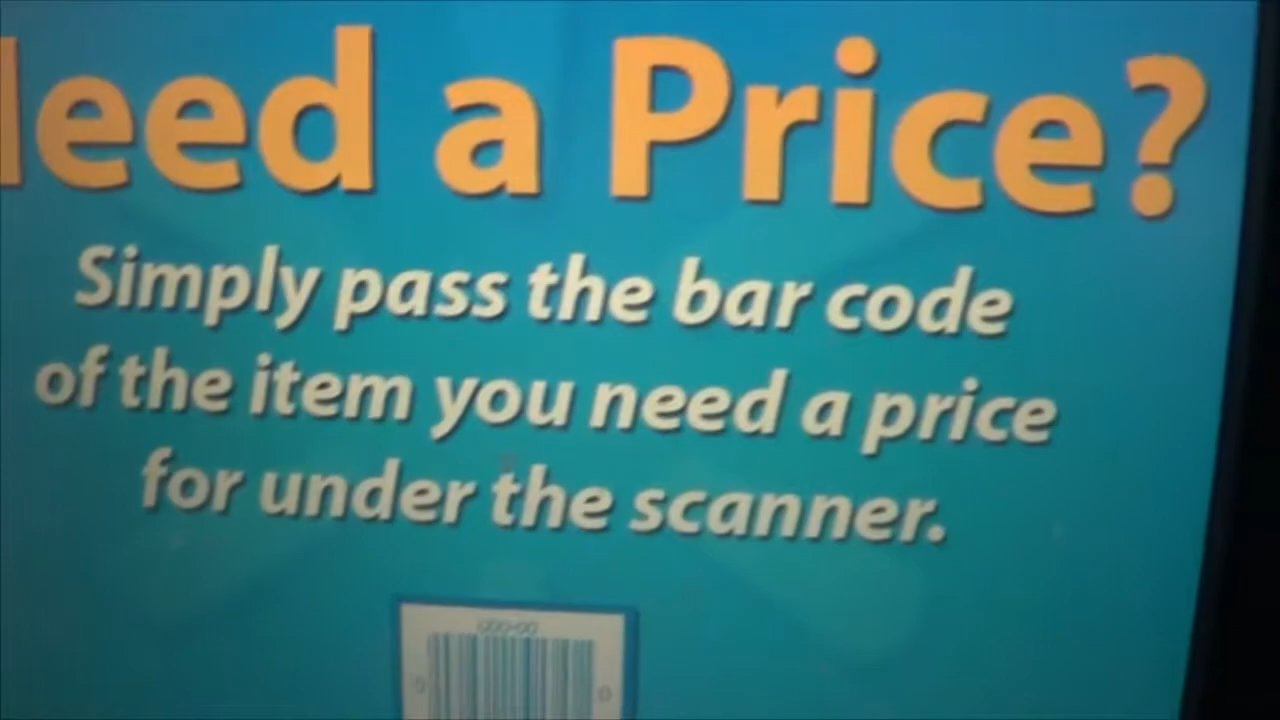 eed a Price?
Simply pass the bar code
of the item you need a price
for under the scanner.